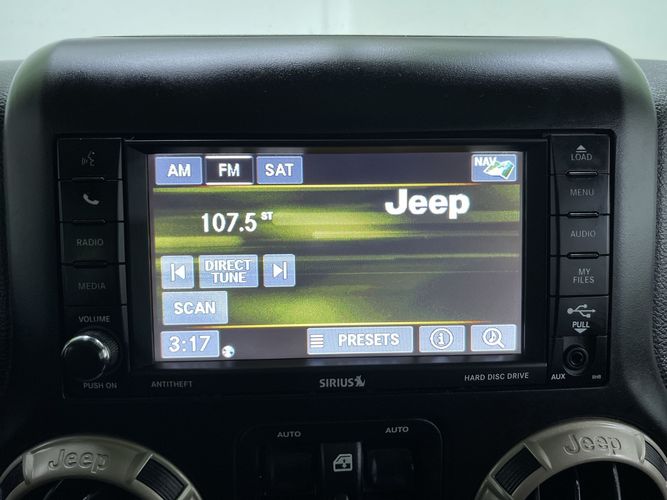 AM FM SAT NAV
LOAD
MENU
Jeep
107.5 ST
RADIO
AUDIO
DIRECT
TUNE
MEDIA
MY
FILES
SCAN
VOLUME
PULL
3:17 PRESETS
PUSH ON
ANTITHEFT
SIRIUS
HARD DISC DRIVE
AUX
RHB
AUTO AUTO
Jeep Jeep